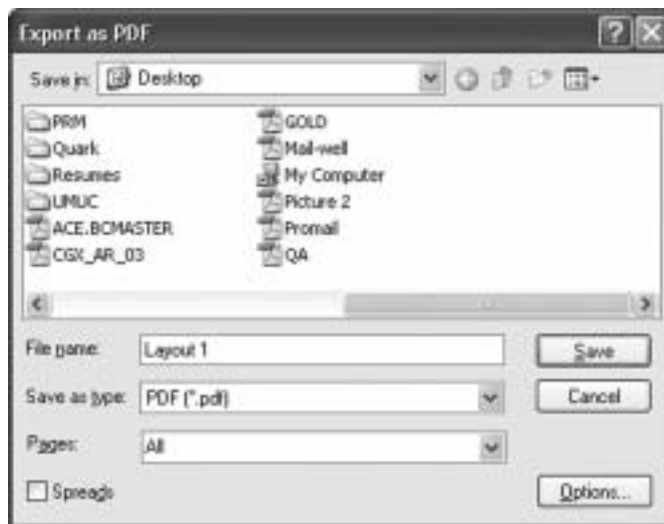 Export as PDF
Save in: Desktop
PRM
Quark
Resumes
UMUC
ACE.BCMASTER
CGX_AR_03
GOLD
Mail-well
My Computer
Picture 2
Promail
QA
File name: Layout 1 Save
Save as type: PDF (*.pdf) Cancel
Pages: All
Spreads Options...